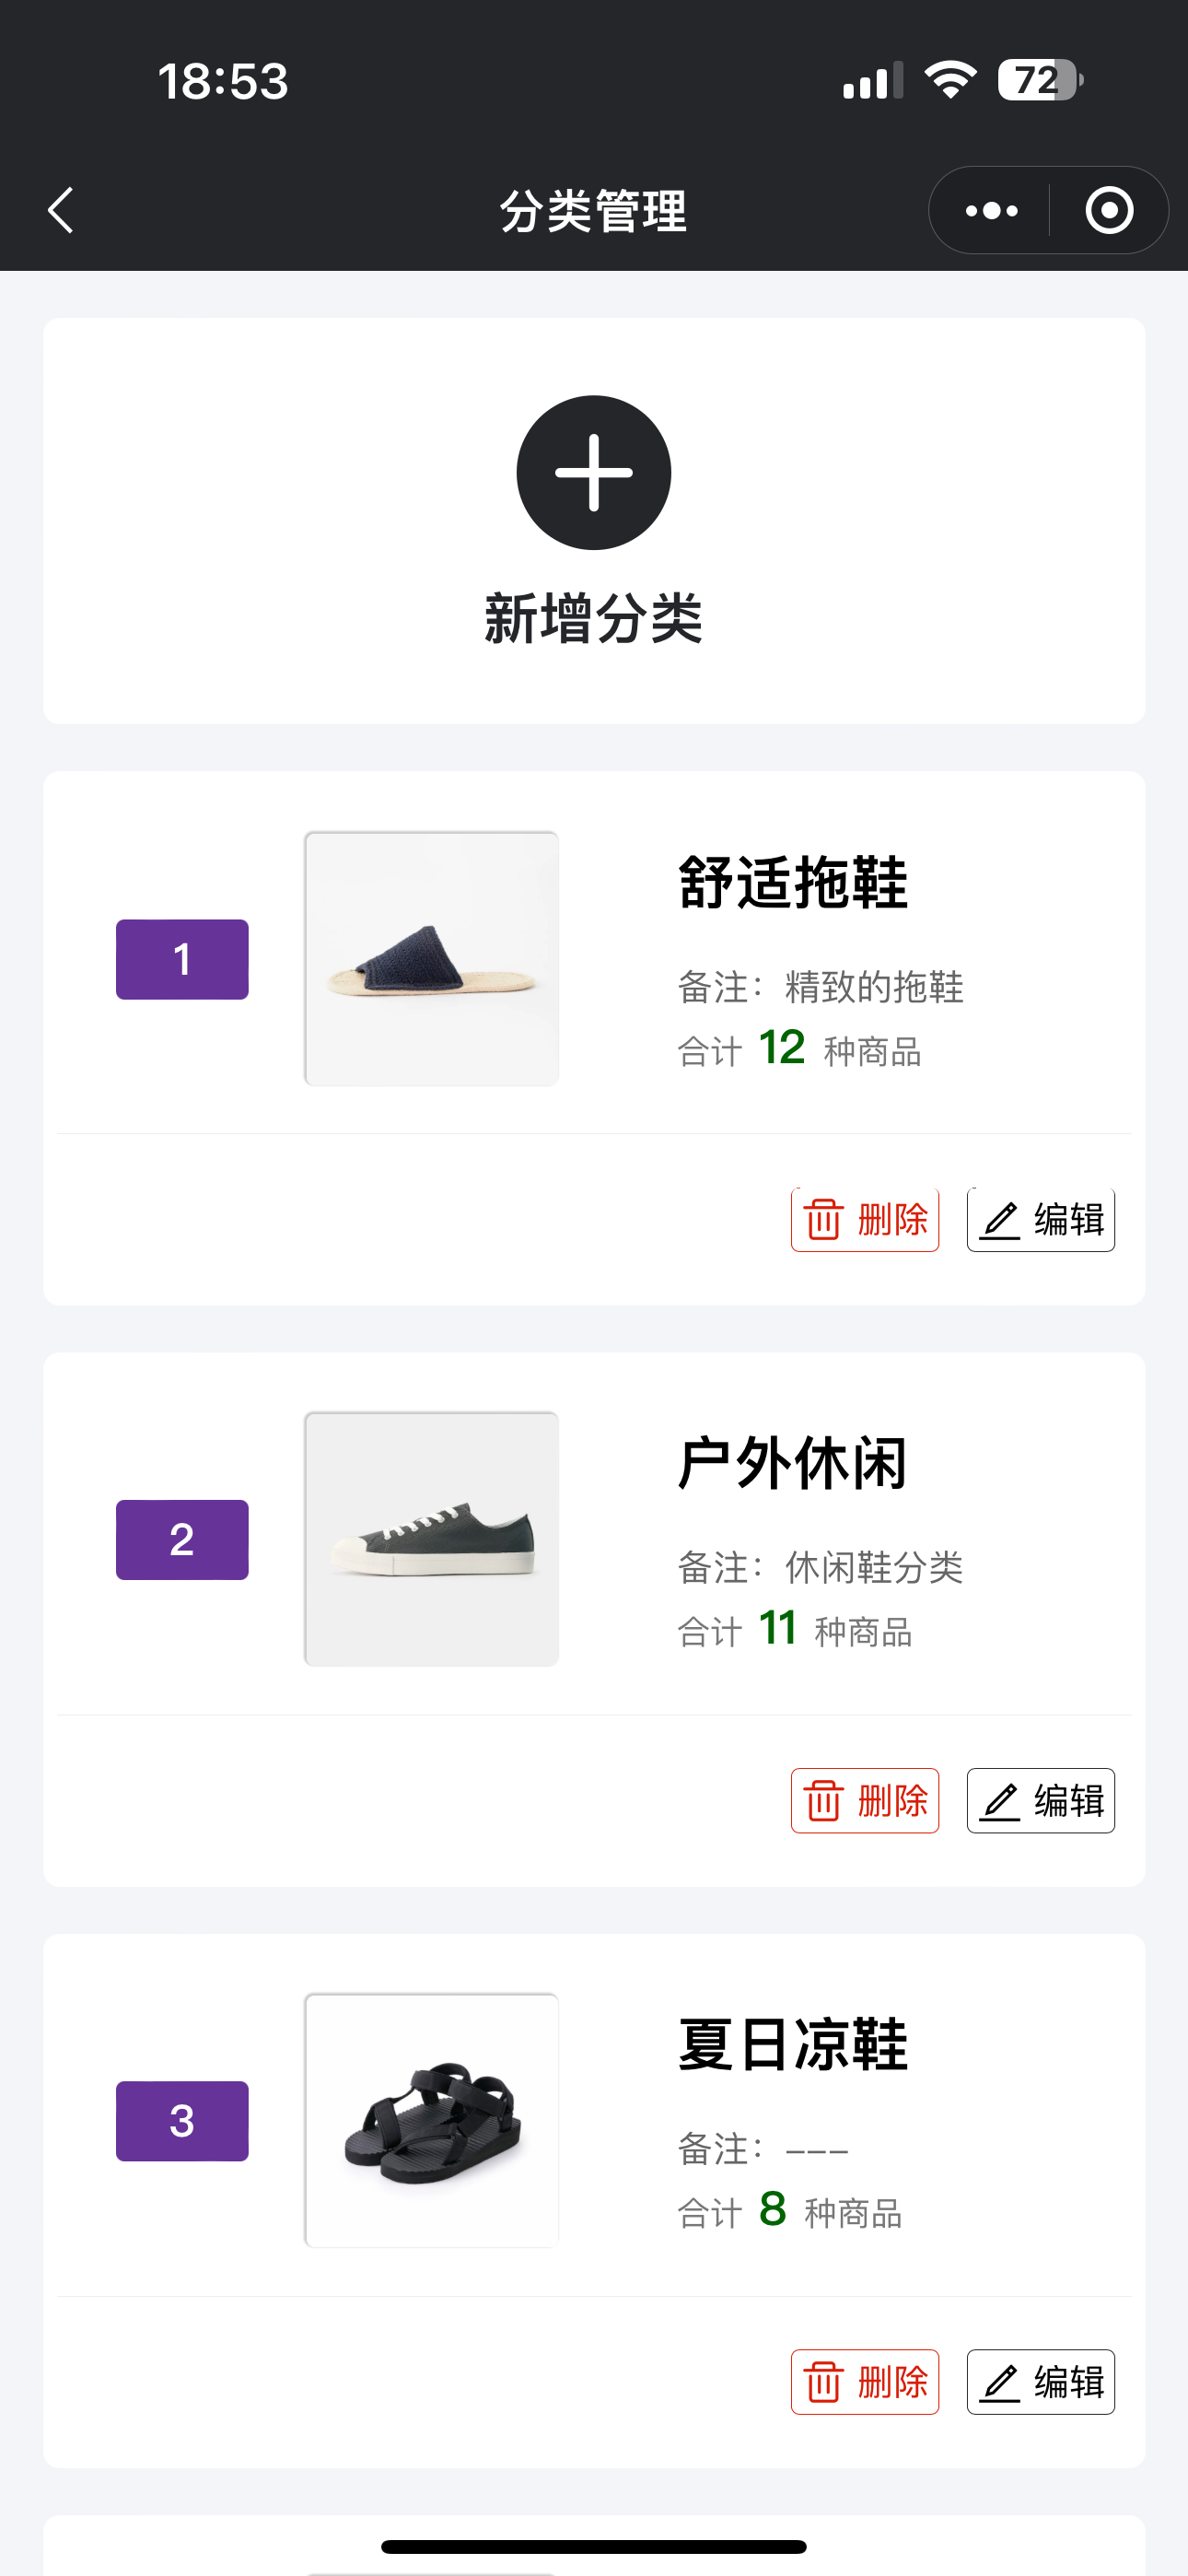 18:53
72
分类管理
新增分类
1
舒适拖鞋
备注：精致的拖鞋
合计 12 种商品
删除
编辑
2
户外休闲
备注：休闲鞋分类
合计 11 种商品
删除
编辑
3
夏日凉鞋
备注：---
合计 8 种商品
删除
编辑